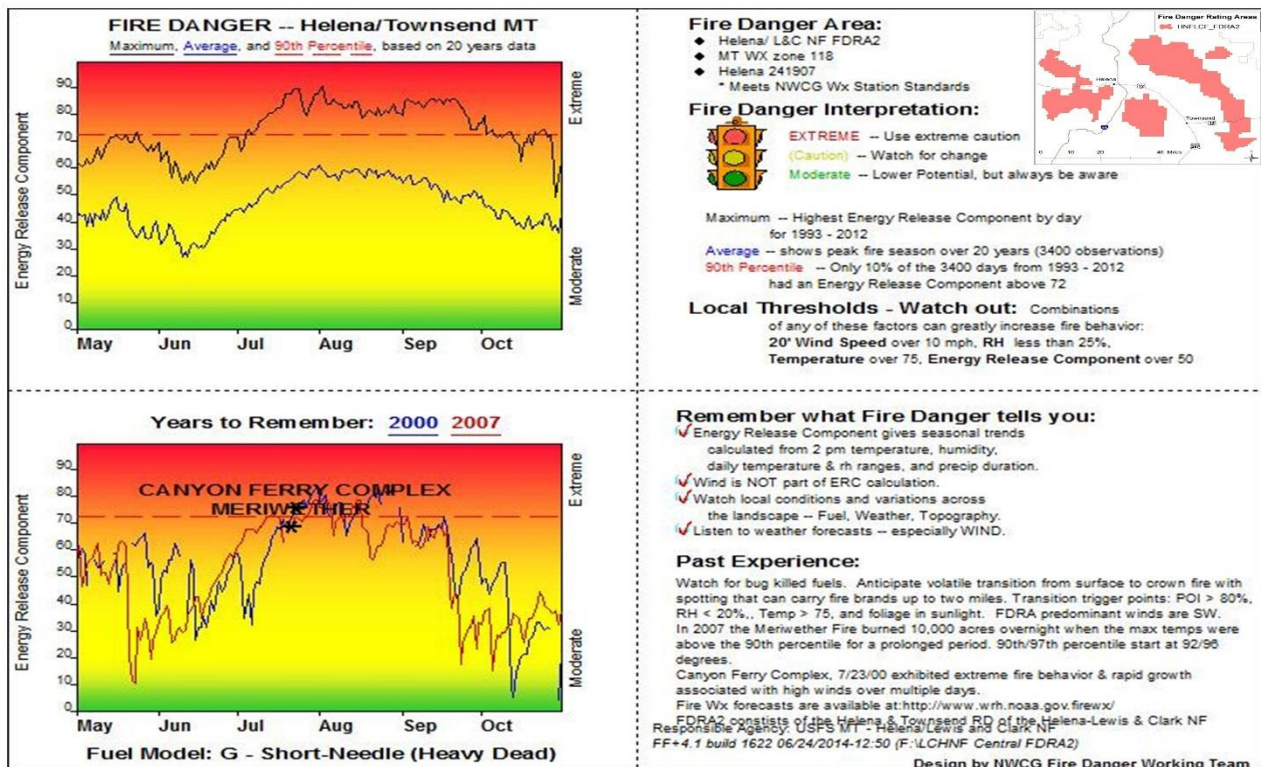 FIRE DANGER -- Helena/Townsend MT
Maximum, Average, and 90th Percentile, based on 20 years data
Energy Release Component
90
80
70
60
50
40
30
20
10
0
Extreme
Moderate
May Jun Jul Aug Sep Oct
Fire Danger Area:
Helena/ L&C NF FDRA2
MT WX zone 118
Helena 241907
* Meets NWCG Wx Station Standards
Fire Danger Rating Areas
HNFLCF_FDRA2
Helena
Townsend
0 10 20 40 Miles
Fire Danger Interpretation:
EXTREME -- Use extreme caution
(Caution) -- Watch for change
Moderate -- Lower Potential, but always be aware
Maximum -- Highest Energy Release Component by day
for 1993 - 2012
Average -- shows peak fire season over 20 years (3400 observations)
90th Percentile -- Only 10% of the 3400 days from 1993 - 2012
had an Energy Release Component above 72
Local Thresholds - Watch out: Combinations
of any of these factors can greatly increase fire behavior:
20' Wind Speed over 10 mph, RH less than 25%,
Temperature over 75, Energy Release Component over 50
Years to Remember: 2000 2007
Energy Release Component
90
80
70
60
50
40
30
20
10
0
CANYON FERRY COMPLEX
MERIWETHER
Extreme
Moderate
May Jun Jul Aug Sep Oct
Fuel Model: G - Short-Needle (Heavy Dead)
Remember what Fire Danger tells you:
Energy Release Component gives seasonal trends
calculated from 2 pm temperature, humidity,
daily temperature & rh ranges, and precip duration.
Wind is NOT part of ERC calculation.
Watch local conditions and variations across
the landscape -- Fuel, Weather, Topography.
Listen to weather forecasts -- especially WIND.
Past Experience:
Watch for bug killed fuels. Anticipate volatile transition from surface to crown fire with
spotting that can carry fire brands up to two miles. Transition trigger points: POI > 80%,
RH < 20%,, Temp > 75, and foliage in sunlight. FDRA predominant winds are SW.
In 2007 the Meriwether Fire burned 10,000 acres overnight when the max temps were
above the 90th percentile for a prolonged period. 90th/97th percentile start at 92/96
degrees.
Canyon Ferry Complex, 7/23/00 exhibited extreme fire behavior & rapid growth
associated with high winds over multiple days.
Fire Wx forecasts are available at:http://www.wrh.noaa.gov.firewx/
FDRA2 consists of the Helena & Townsend RD of the Helena-Lewis & Clark NF
Responsible Agency: USFS MT - Helena/Lewis and Clark NF
FF+4.1 build 1622 06/24/2014-12:50 (F:\LCHNF Central FDRA2)
Design by NWCG Fire Danger Working Team